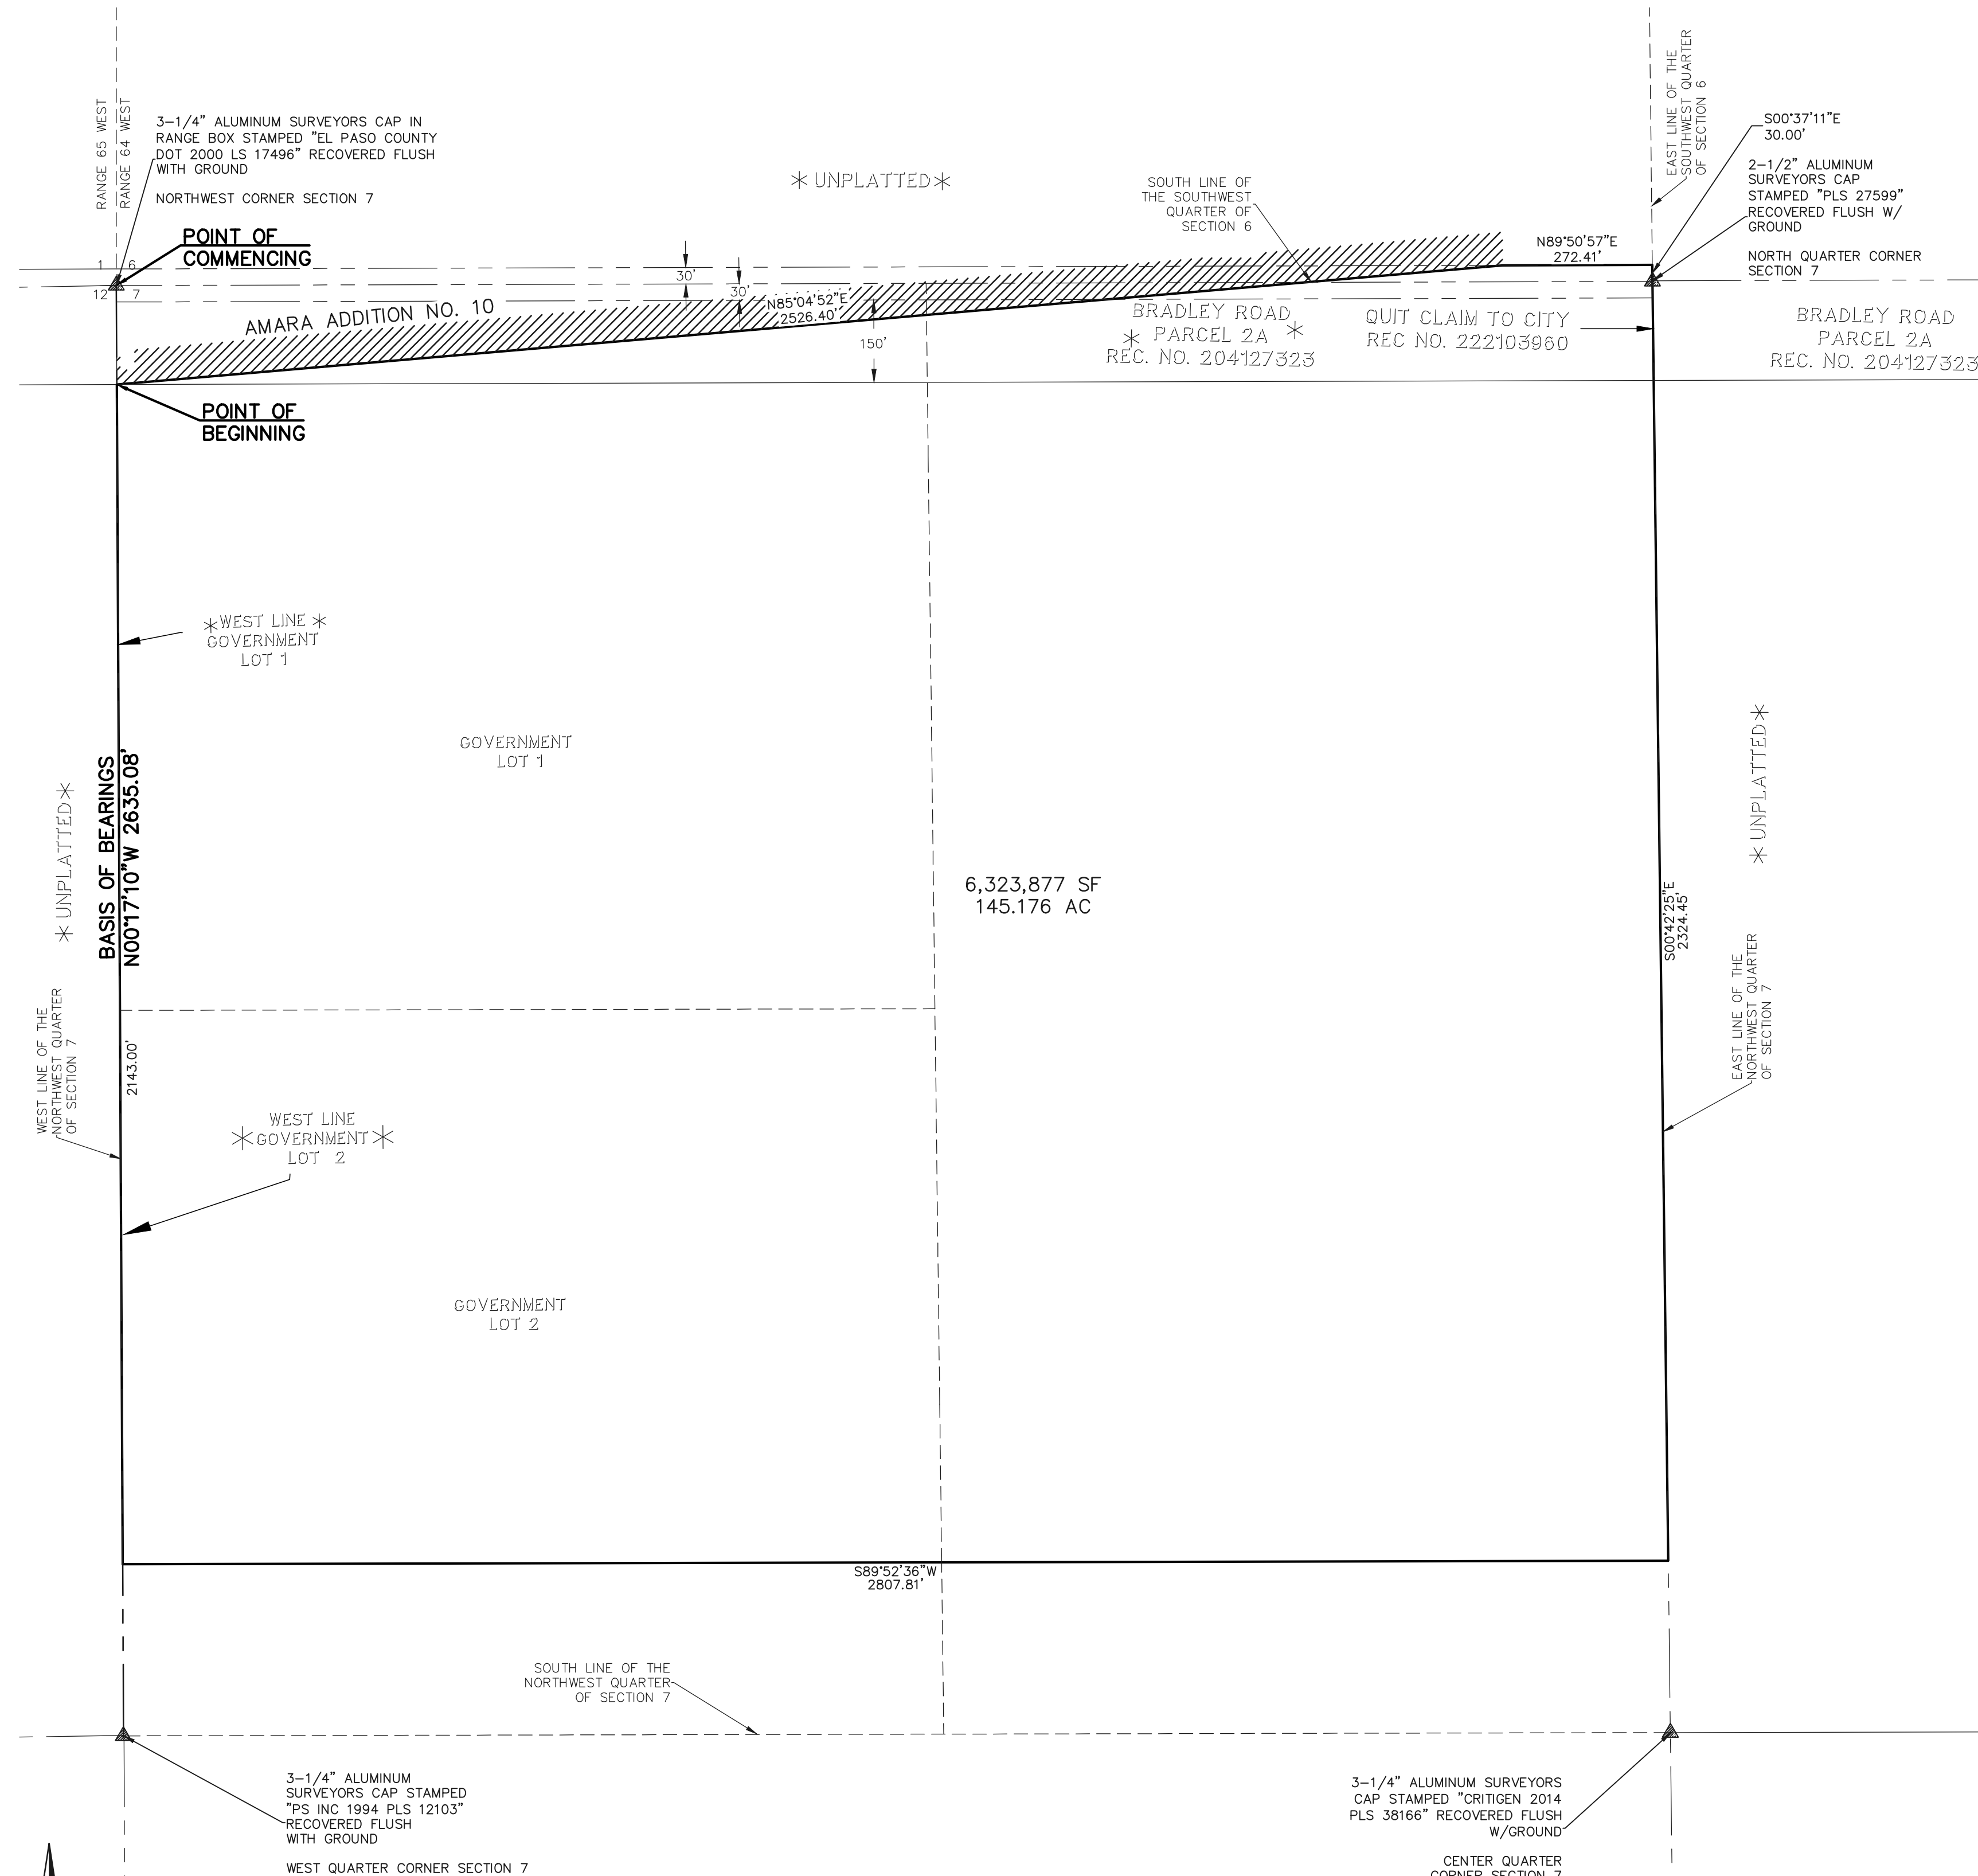 RANGE 65 WEST
RANGE 64 WEST
3-1/4" ALUMINUM SURVEYORS CAP IN
RANGE BOX STAMPED "EL PASO COUNTY
DOT 2000 LS 17496" RECOVERED FLUSH
WITH GROUND
NORTHWEST CORNER SECTION 7
POINT OF
COMMENCING
1 6
12 7
*UNPLATTED*
SOUTH LINE OF
THE SOUTHWEST
QUARTER OF
SECTION 6
EAST LINE OF THE
SOUTHWEST QUARTER
OF SECTION 6
S00°37'11"E
30.00'
2-1/2" ALUMINUM
SURVEYORS CAP
STAMPED "PLS 27599"
RECOVERED FLUSH W/
GROUND
NORTH QUARTER CORNER
SECTION 7
N89°50'57"E
272.41'
30'
30'
AMARA ADDITION NO. 10
N85°04'52"E
2526.40'
150'
BRADLEY ROAD
* PARCEL 2A *
REC. NO. 204127323
QUIT CLAIM TO CITY
REC NO. 222103960
BRADLEY ROAD
PARCEL 2A
REC. NO. 204127323
POINT OF
BEGINNING
*WEST LINE*
GOVERNMENT
LOT 1
GOVERNMENT
LOT 1
*UNPLATTED*
BASIS OF BEARINGS
N00°17'10"W 2635.08'
6,323,877 SF
145.176 AC
S00°42'25"E
2324.45'
*UNPLATTED*
EAST LINE OF THE
NORTHWEST QUARTER
OF SECTION 7
WEST LINE OF THE
NORTHWEST QUARTER
OF SECTION 7
2143.00'
WEST LINE
*GOVERNMENT*
LOT 2
GOVERNMENT
LOT 2
S89°52'36"W
2807.81'
SOUTH LINE OF THE
NORTHWEST QUARTER
OF SECTION 7
3-1/4" ALUMINUM
SURVEYORS CAP STAMPED
"PS INC 1994 PLS 12103"
RECOVERED FLUSH
WITH GROUND
WEST QUARTER CORNER SECTION 7
3-1/4" ALUMINUM SURVEYORS
CAP STAMPED "CRITIGEN 2014
PLS 38166" RECOVERED FLUSH
W/GROUND
CENTER QUARTER
CORNER SECTION 7